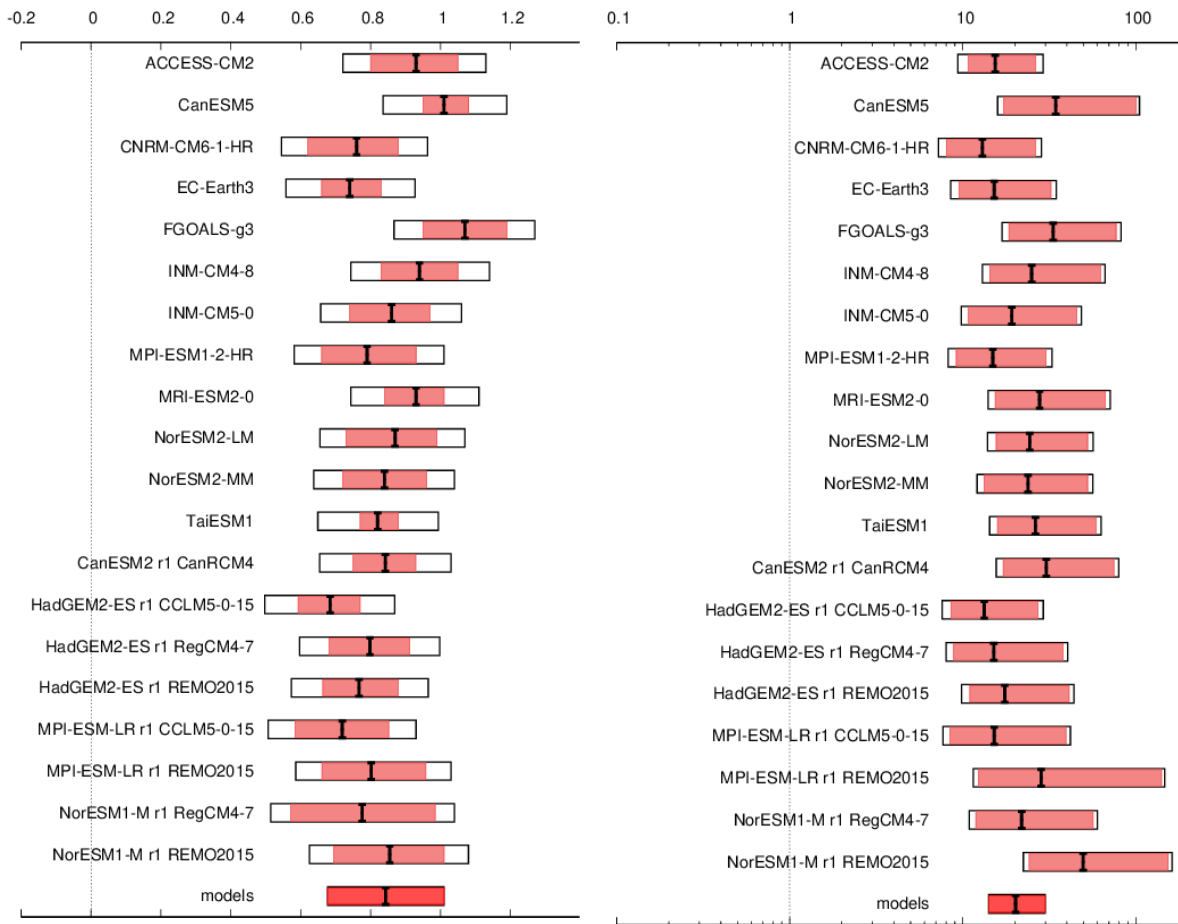 -0.2 0 0.2 0.4 0.6 0.8 1 1.2
ACCESS-CM2
CanESM5
CNRM-CM6-1-HR
EC-Earth3
FGOALS-g3
INM-CM4-8
INM-CM5-0
MPI-ESM1-2-HR
MRI-ESM2-0
NorESM2-LM
NorESM2-MM
TaiESM1
CanESM2 r1 CanRCM4
HadGEM2-ES r1 CCLM5-0-15
HadGEM2-ES r1 RegCM4-7
HadGEM2-ES r1 REMO2015
MPI-ESM-LR r1 CCLM5-0-15
MPI-ESM-LR r1 REMO2015
NorESM1-M r1 RegCM4-7
NorESM1-M r1 REMO2015
models
0.1 1 10 100
ACCESS-CM2
CanESM5
CNRM-CM6-1-HR
EC-Earth3
FGOALS-g3
INM-CM4-8
INM-CM5-0
MPI-ESM1-2-HR
MRI-ESM2-0
NorESM2-LM
NorESM2-MM
TaiESM1
CanESM2 r1 CanRCM4
HadGEM2-ES r1 CCLM5-0-15
HadGEM2-ES r1 RegCM4-7
HadGEM2-ES r1 REMO2015
MPI-ESM-LR r1 CCLM5-0-15
MPI-ESM-LR r1 REMO2015
NorESM1-M r1 RegCM4-7
NorESM1-M r1 REMO2015
models